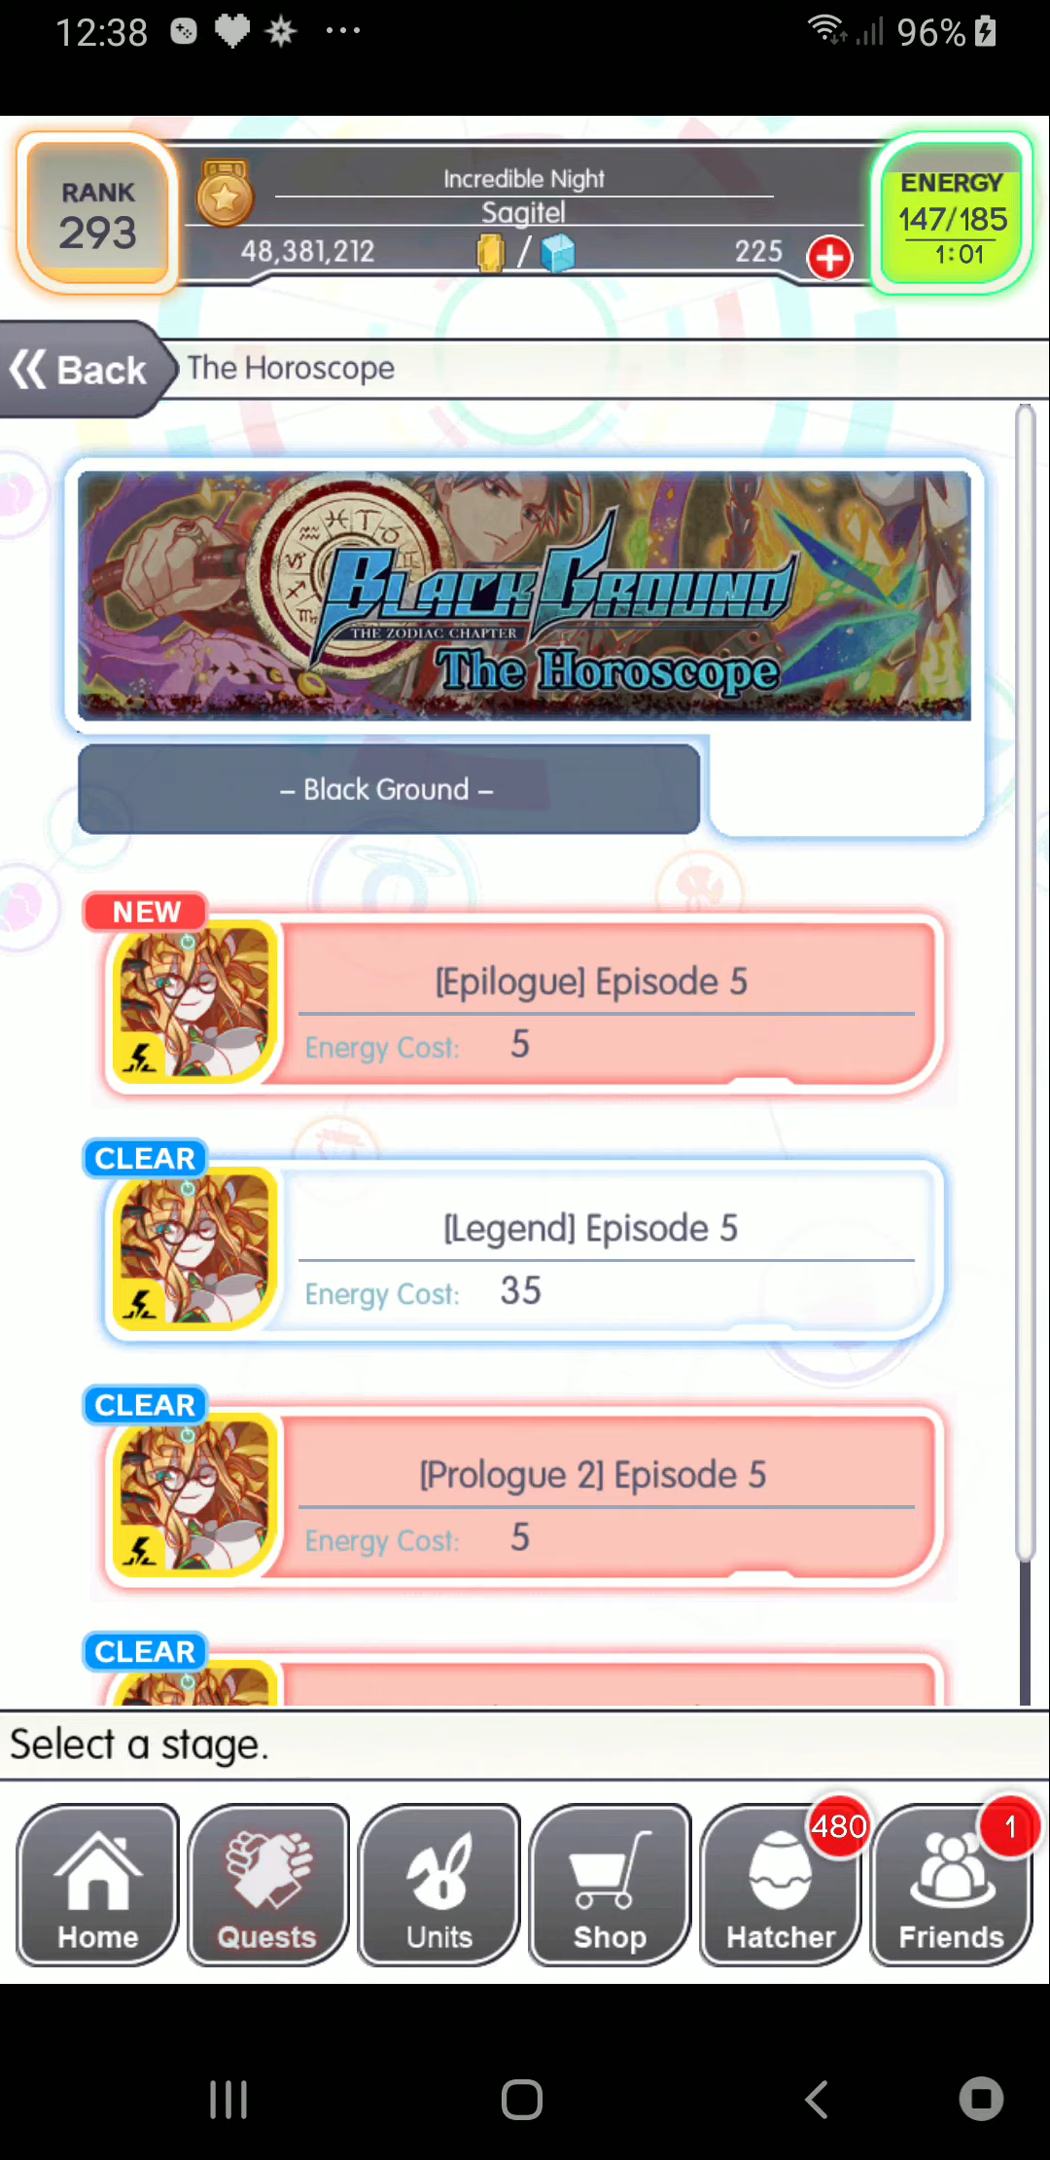 12:38
96%
RANK
293
Incredible Night
Sagitel
48,381,212
/
225
ENERGY
147/185
1:01
Back
The Horoscope
BLACK GROUND
THE ZODIAC CHAPTER
The Horoscope
– Black Ground –
NEW
[Epilogue] Episode 5
Energy Cost: 5
CLEAR
[Legend] Episode 5
Energy Cost: 35
CLEAR
[Prologue 2] Episode 5
Energy Cost: 5
CLEAR
Select a stage.
Home
Quests
Units
Shop
480
Hatcher
1
Friends